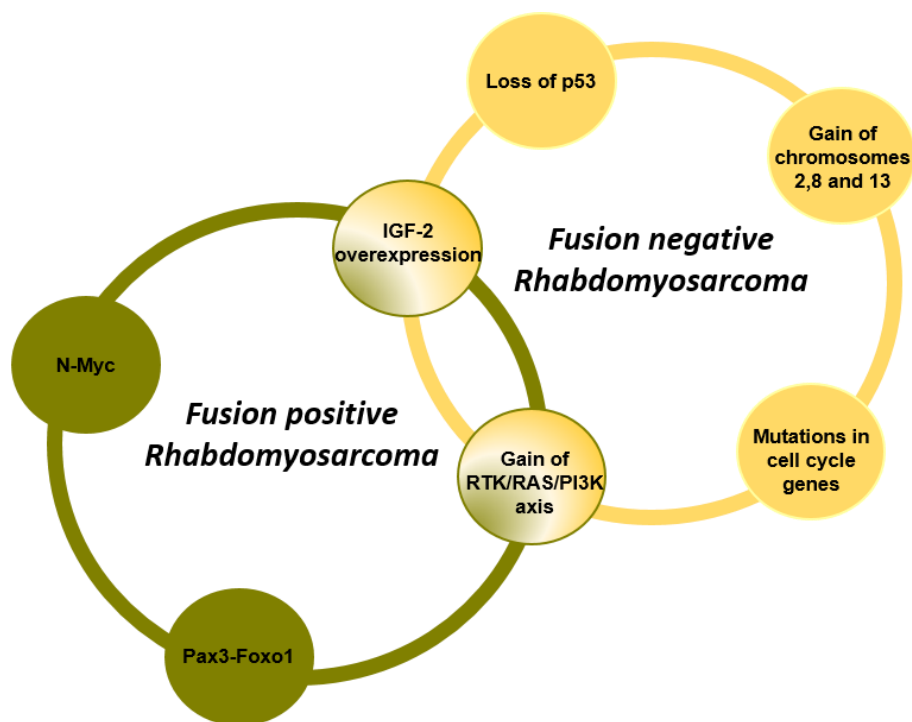 Loss of p53
Gain of
chromosomes
2,8 and 13
IGF-2
overexpression
Fusion negative
Rhabdomyosarcoma
N-Myc
Fusion positive
Rhabdomyosarcoma
Mutations in
cell cycle
genes
Gain of
RTK/RAS/PI3K
axis
Pax3-Foxo1